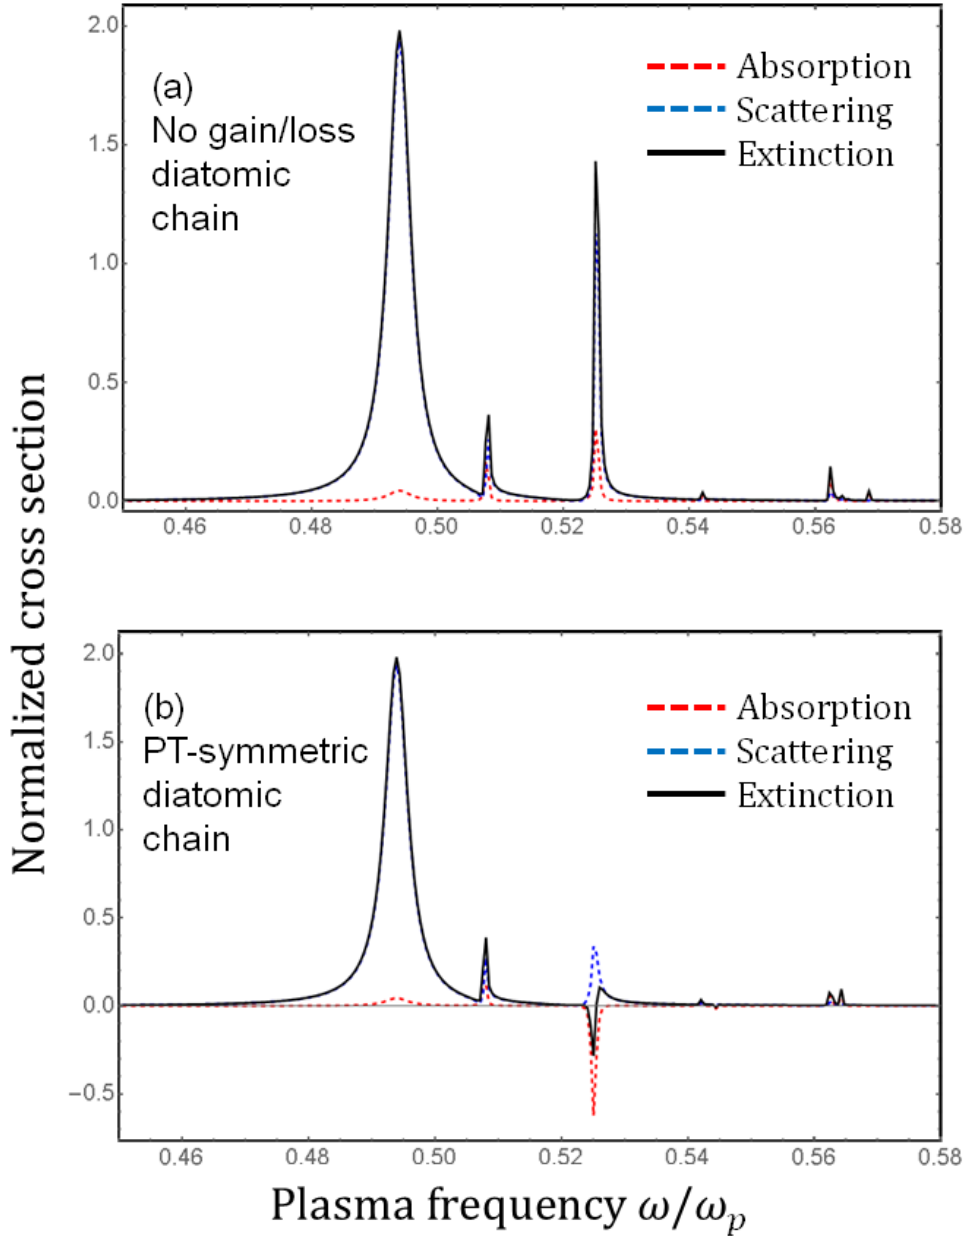 2.0
1.5
1.0
0.5
0.0
(a)
No gain/loss
diatomic
chain
Absorption
Scattering
Extinction
0.46
0.48
0.50
0.52
0.54
0.56
0.58
Normalized cross section
2.0
1.5
1.0
0.5
0.0
−0.5
(b)
PT-symmetric
diatomic
chain
Absorption
Scattering
Extinction
0.46
0.48
0.50
0.52
0.54
0.56
0.58
Plasma frequency ω/ωₚ